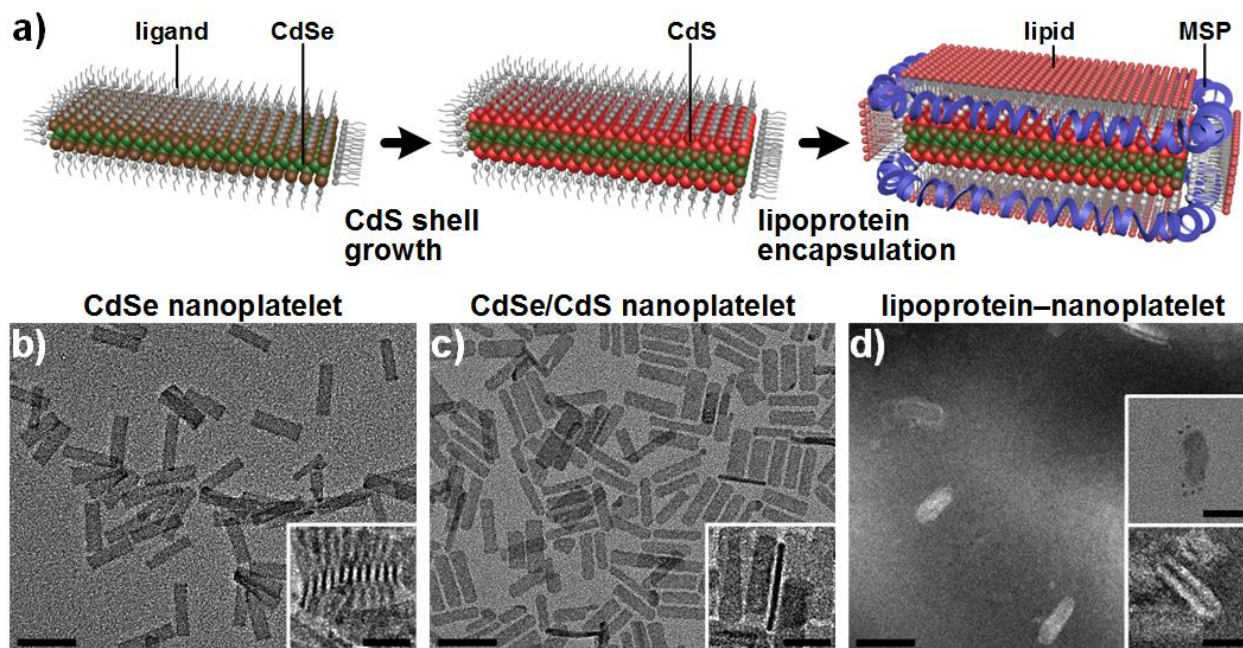 a)
ligand
CdSe
CdS
lipid
MSP
CdS shell
growth
lipoprotein
encapsulation
CdSe nanoplatelet
CdSe/CdS nanoplatelet
lipoprotein–nanoplatelet
b)
c)
d)